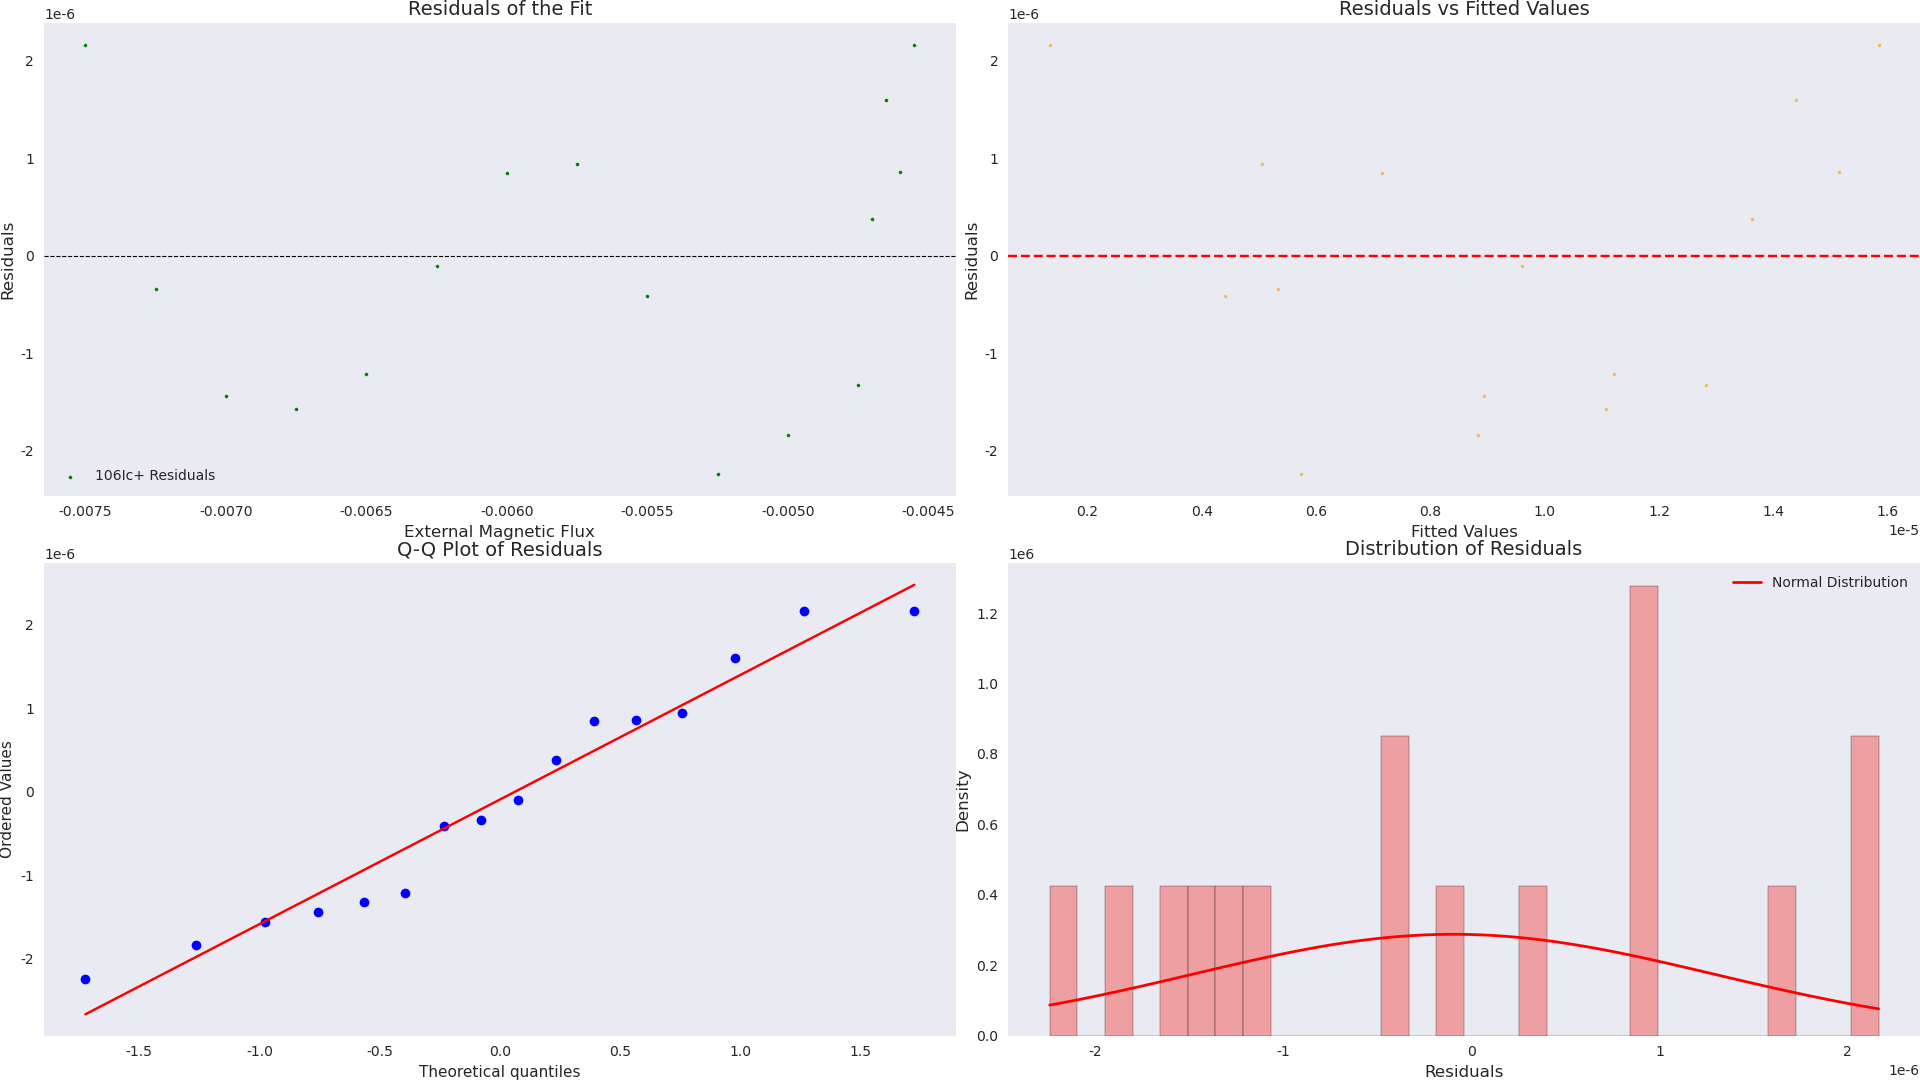 Residuals of the Fit
1e-6
2
1
0
-1
-2
Residuals
106Ic+ Residuals
-0.0075
-0.0070
-0.0065
-0.0060
-0.0055
-0.0050
-0.0045
External Magnetic Flux
Residuals vs Fitted Values
1e-6
2
1
0
-1
-2
Residuals
0.2
0.4
0.6
0.8
1.0
1.2
1.4
1.6
1e-5
Fitted Values
Q-Q Plot of Residuals
1e-6
2
1
0
-1
-2
Ordered Values
-1.5
-1.0
-0.5
0.0
0.5
1.0
1.5
Theoretical quantiles
Distribution of Residuals
1e6
Normal Distribution
1.2
1.0
0.8
0.6
0.4
0.2
0.0
Density
-2
-1
0
1
2
1e-6
Residuals